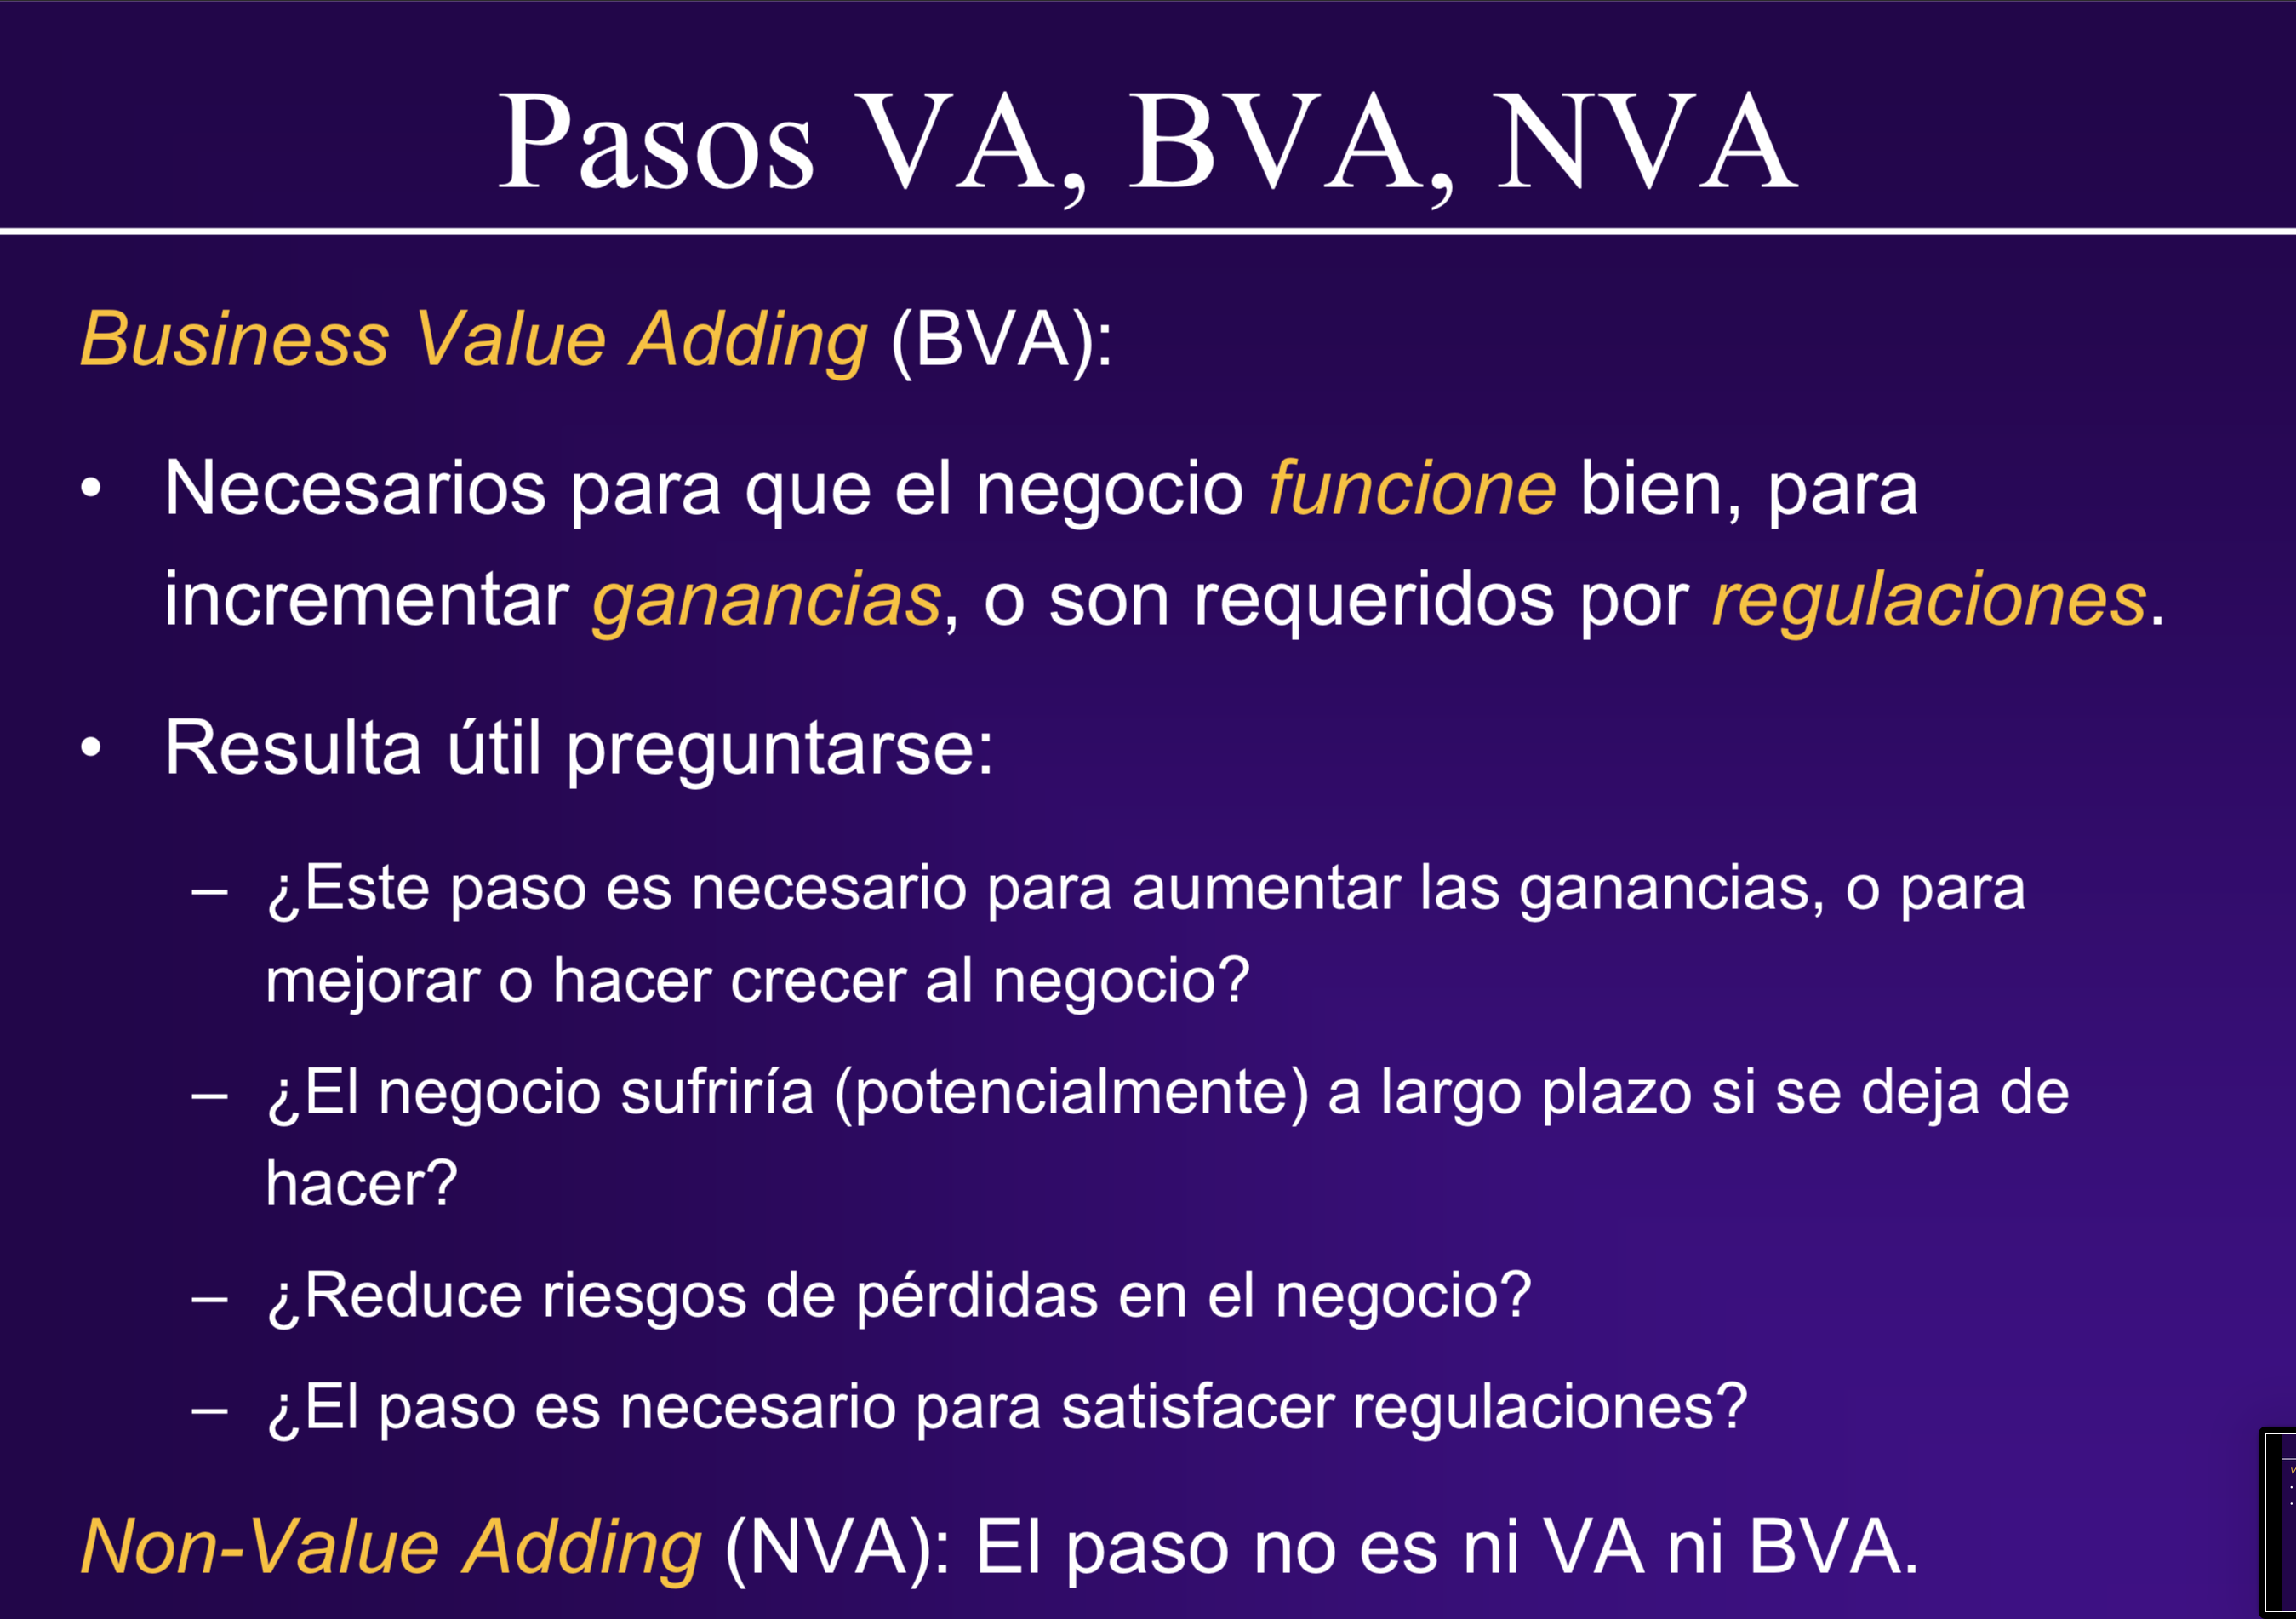 Pasos VA, BVA, NVA
Business Value Adding (BVA):
• Necesarios para que el negocio funcione bien, para
incrementar ganancias, o son requeridos por regulaciones.
• Resulta útil preguntarse:
– ¿Este paso es necesario para aumentar las ganancias, o para
mejorar o hacer crecer al negocio?
– ¿El negocio sufriría (potencialmente) a largo plazo si se deja de
hacer?
– ¿Reduce riesgos de pérdidas en el negocio?
– ¿El paso es necesario para satisfacer regulaciones?
Non-Value Adding (NVA): El paso no es ni VA ni BVA.